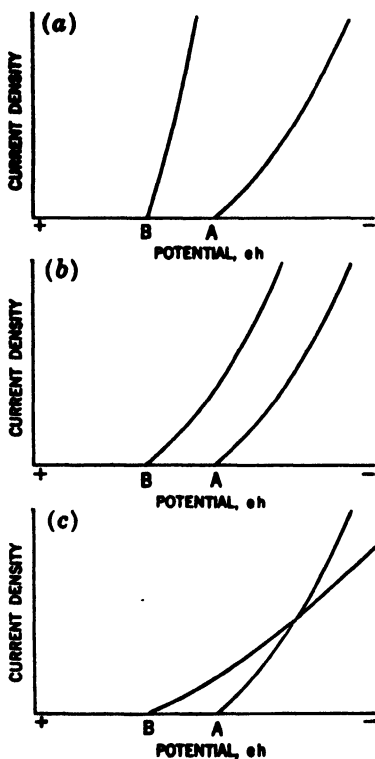 (a)
CURRENT DENSITY
+ B A −
POTENTIAL, eh
(b)
CURRENT DENSITY
+ B A −
POTENTIAL, eh
(c)
CURRENT DENSITY
+ B A −
POTENTIAL, eh